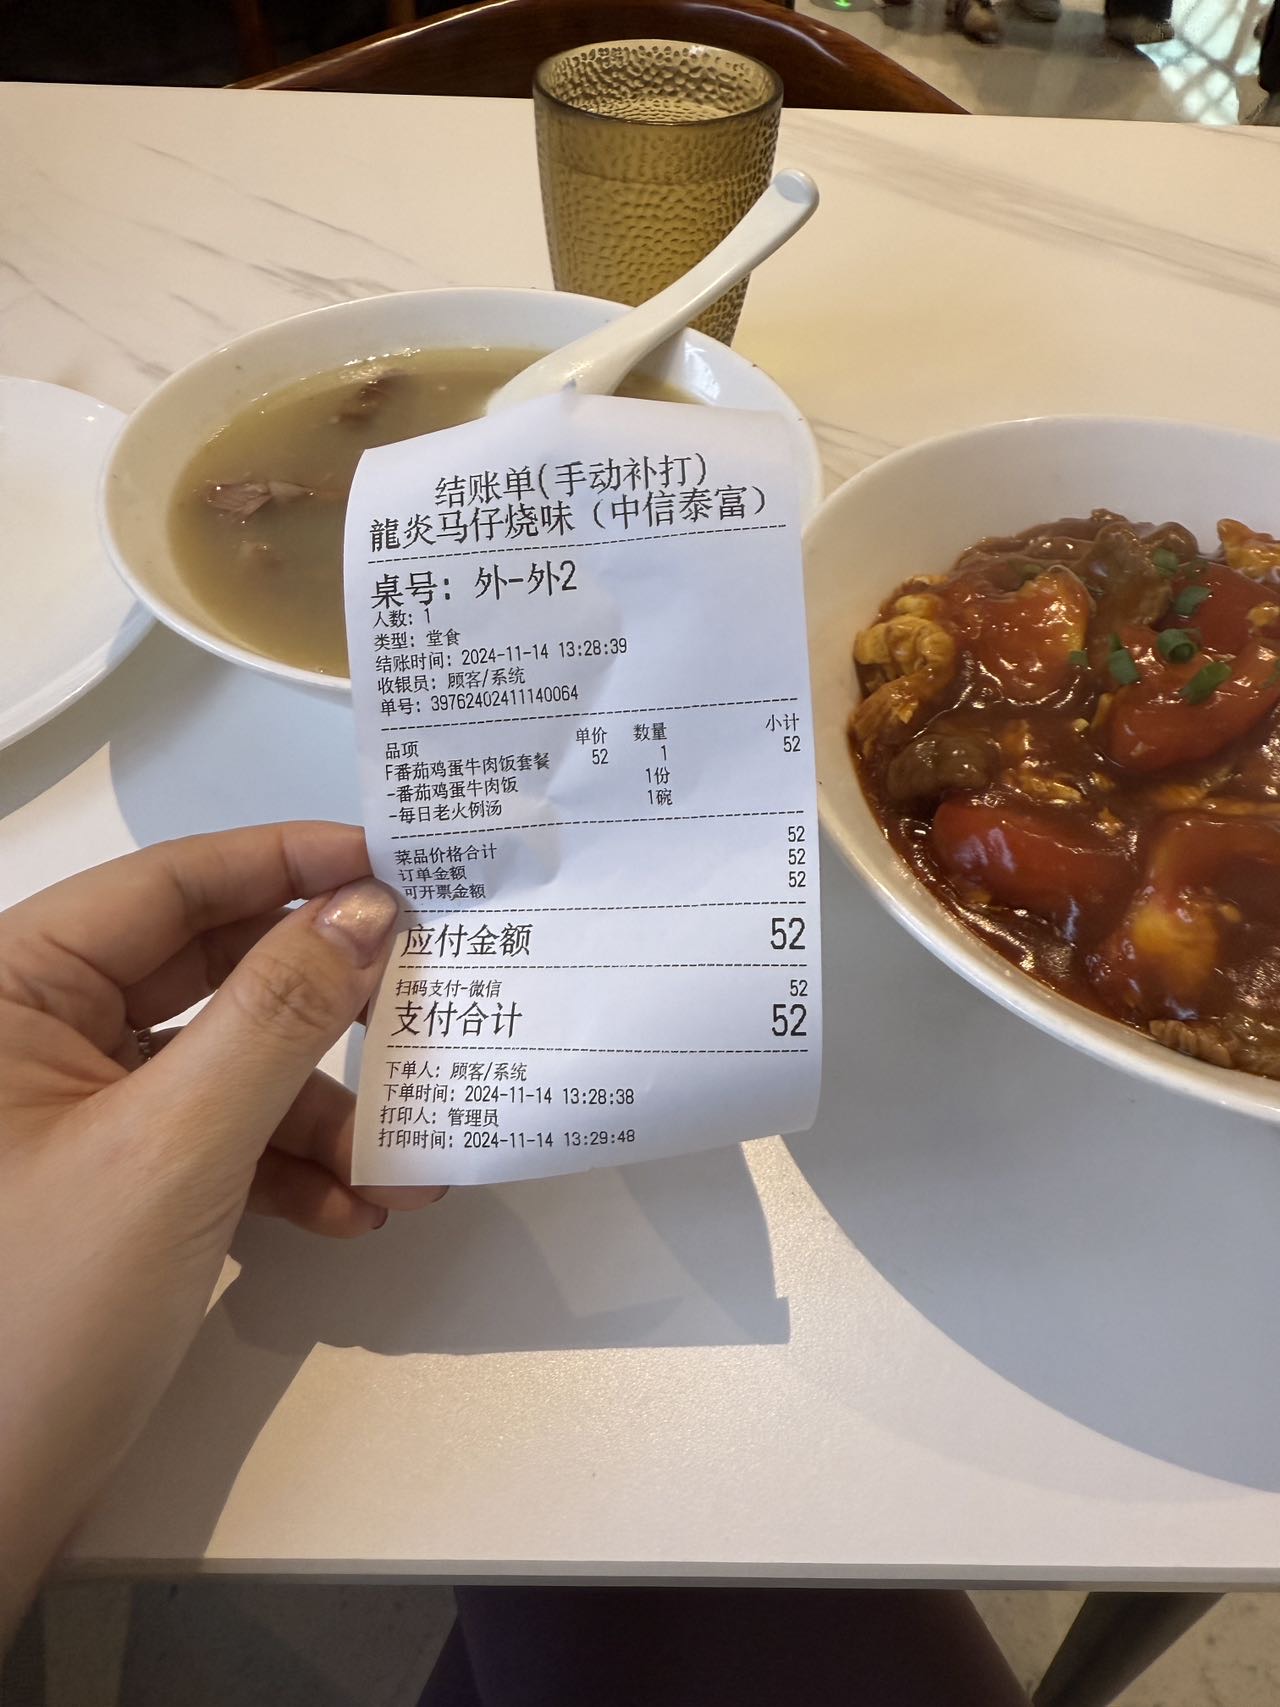 结账单(手动补打)
龍炎马仔烧味（中信泰富）
桌号: 外-外2
人数: 1
类型: 堂食
结账时间: 2024-11-14 13:28:39
收银员: 顾客/系统
单号: 39762402411140064
品项 单价 数量 小计
F番茄鸡蛋牛肉饭套餐 52 1 52
-番茄鸡蛋牛肉饭 1份
-每日老火例汤 1碗
菜品价格合计 52
订单金额 52
可开票金额 52
应付金额 52
扫码支付-微信 52
支付合计 52
下单人: 顾客/系统
下单时间: 2024-11-14 13:28:38
打印人: 管理员
打印时间: 2024-11-14 13:29:48